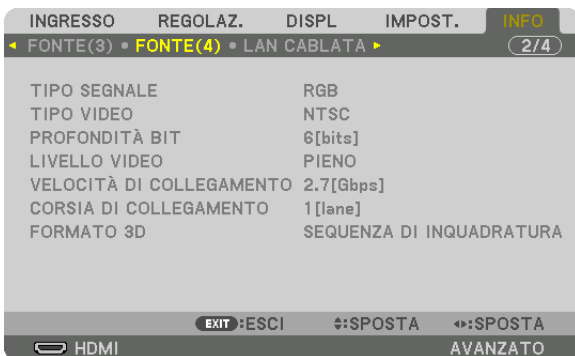 INGRESSO REGOLAZ. DISPL IMPOST. INFO
FONTE(3) • FONTE(4) • LAN CABLATA 2/4
TIPO SEGNALE RGB
TIPO VIDEO NTSC
PROFONDITÀ BIT 6[bits]
LIVELLO VIDEO PIENO
VELOCITÀ DI COLLEGAMENTO 2.7[Gbps]
CORSIA DI COLLEGAMENTO 1[lane]
FORMATO 3D SEQUENZA DI INQUADRATURA
EXIT:ESCI :SPOSTA :SPOSTA
HDMI AVANZATO